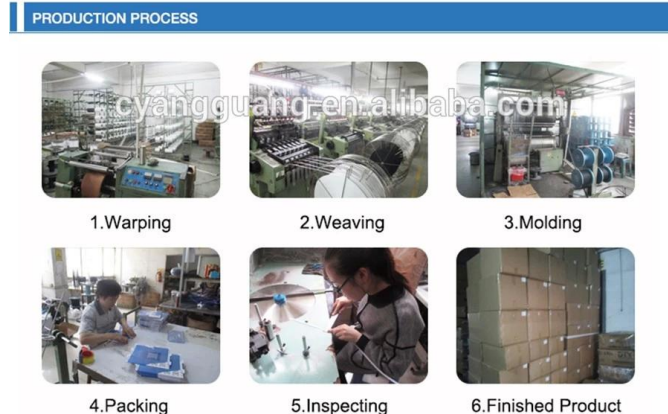 PRODUCTION PROCESS
cyangguang.en.alibaba.com
1.Warping
2.Weaving
3.Molding
4.Packing
5.Inspecting
6.Finished Product